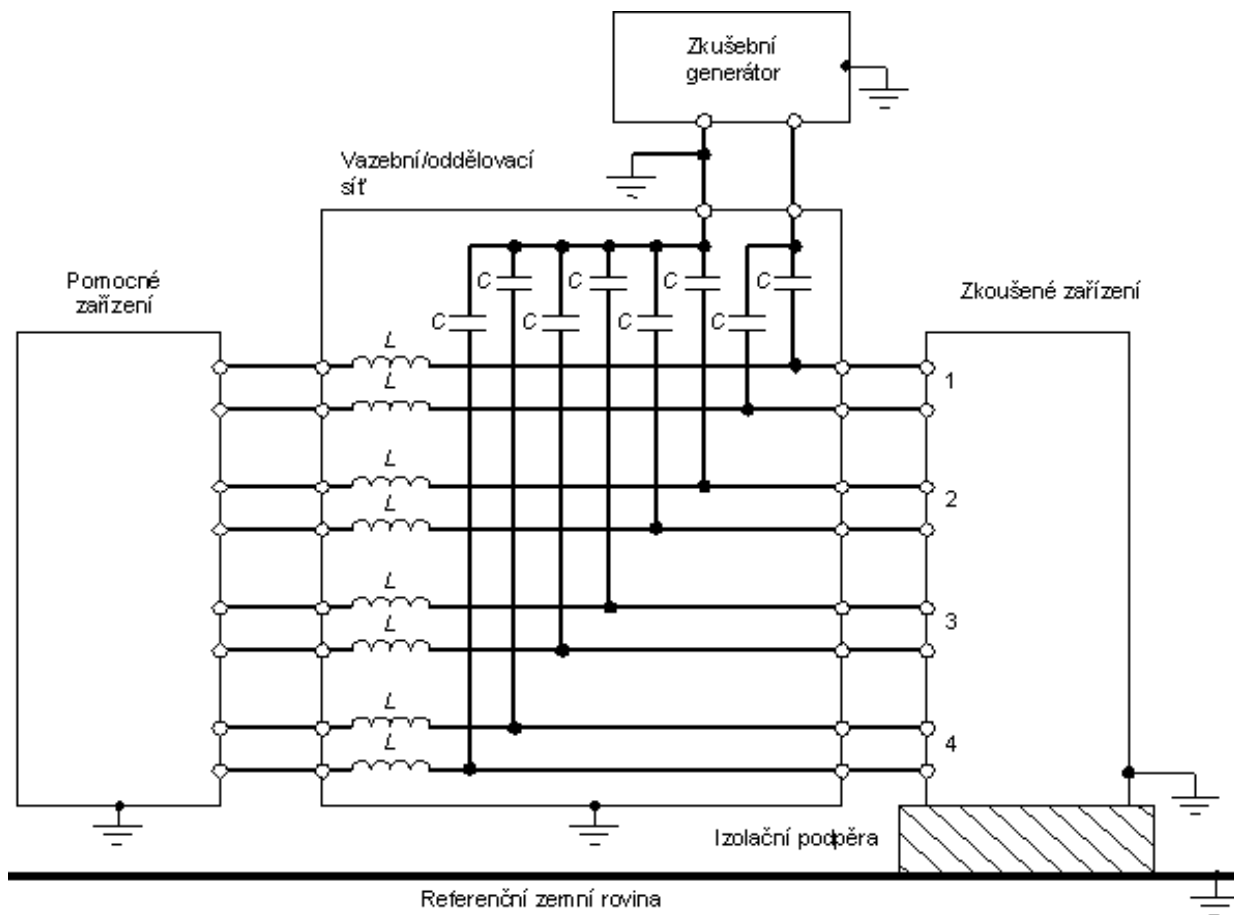 Zkušební
generátor
Vazební/oddělovací
síť
Pomocné
zařízení
Zkoušené zařízení
C C C C
C C C C
L
L
1
L
L
2
L
L
3
L
L
4
Izolační podpěra
Referenční zemní rovina